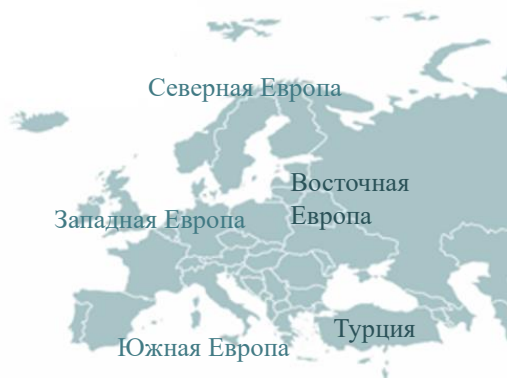 Северная Европа
Восточная
Европа
Западная Европа
Турция
Южная Европа